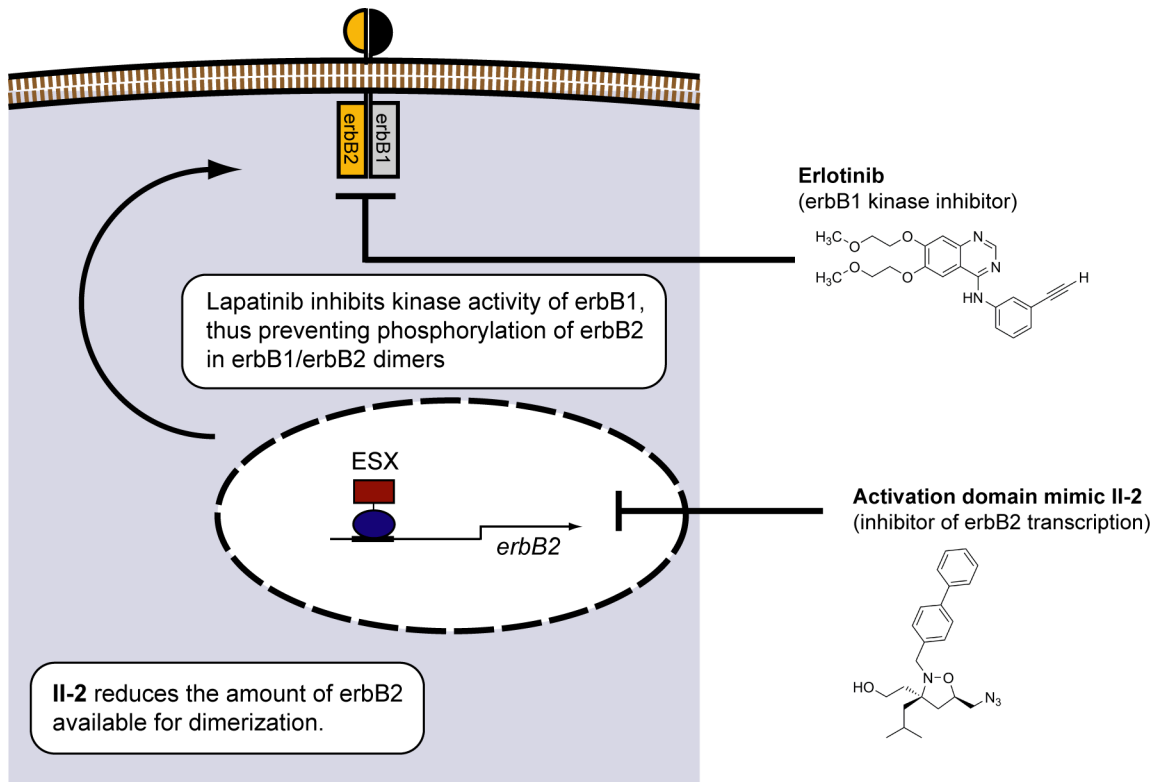 erbB2
erbB1
Erlotinib
(erbB1 kinase inhibitor)
H3C
O
O
N
H3C
O
O
N
HN
H
Lapatinib inhibits kinase activity of erbB1,
thus preventing phosphorylation of erbB2
in erbB1/erbB2 dimers
ESX
erbB2
Activation domain mimic II-2
(inhibitor of erbB2 transcription)
N
O
HO
N3
II-2 reduces the amount of erbB2
available for dimerization.